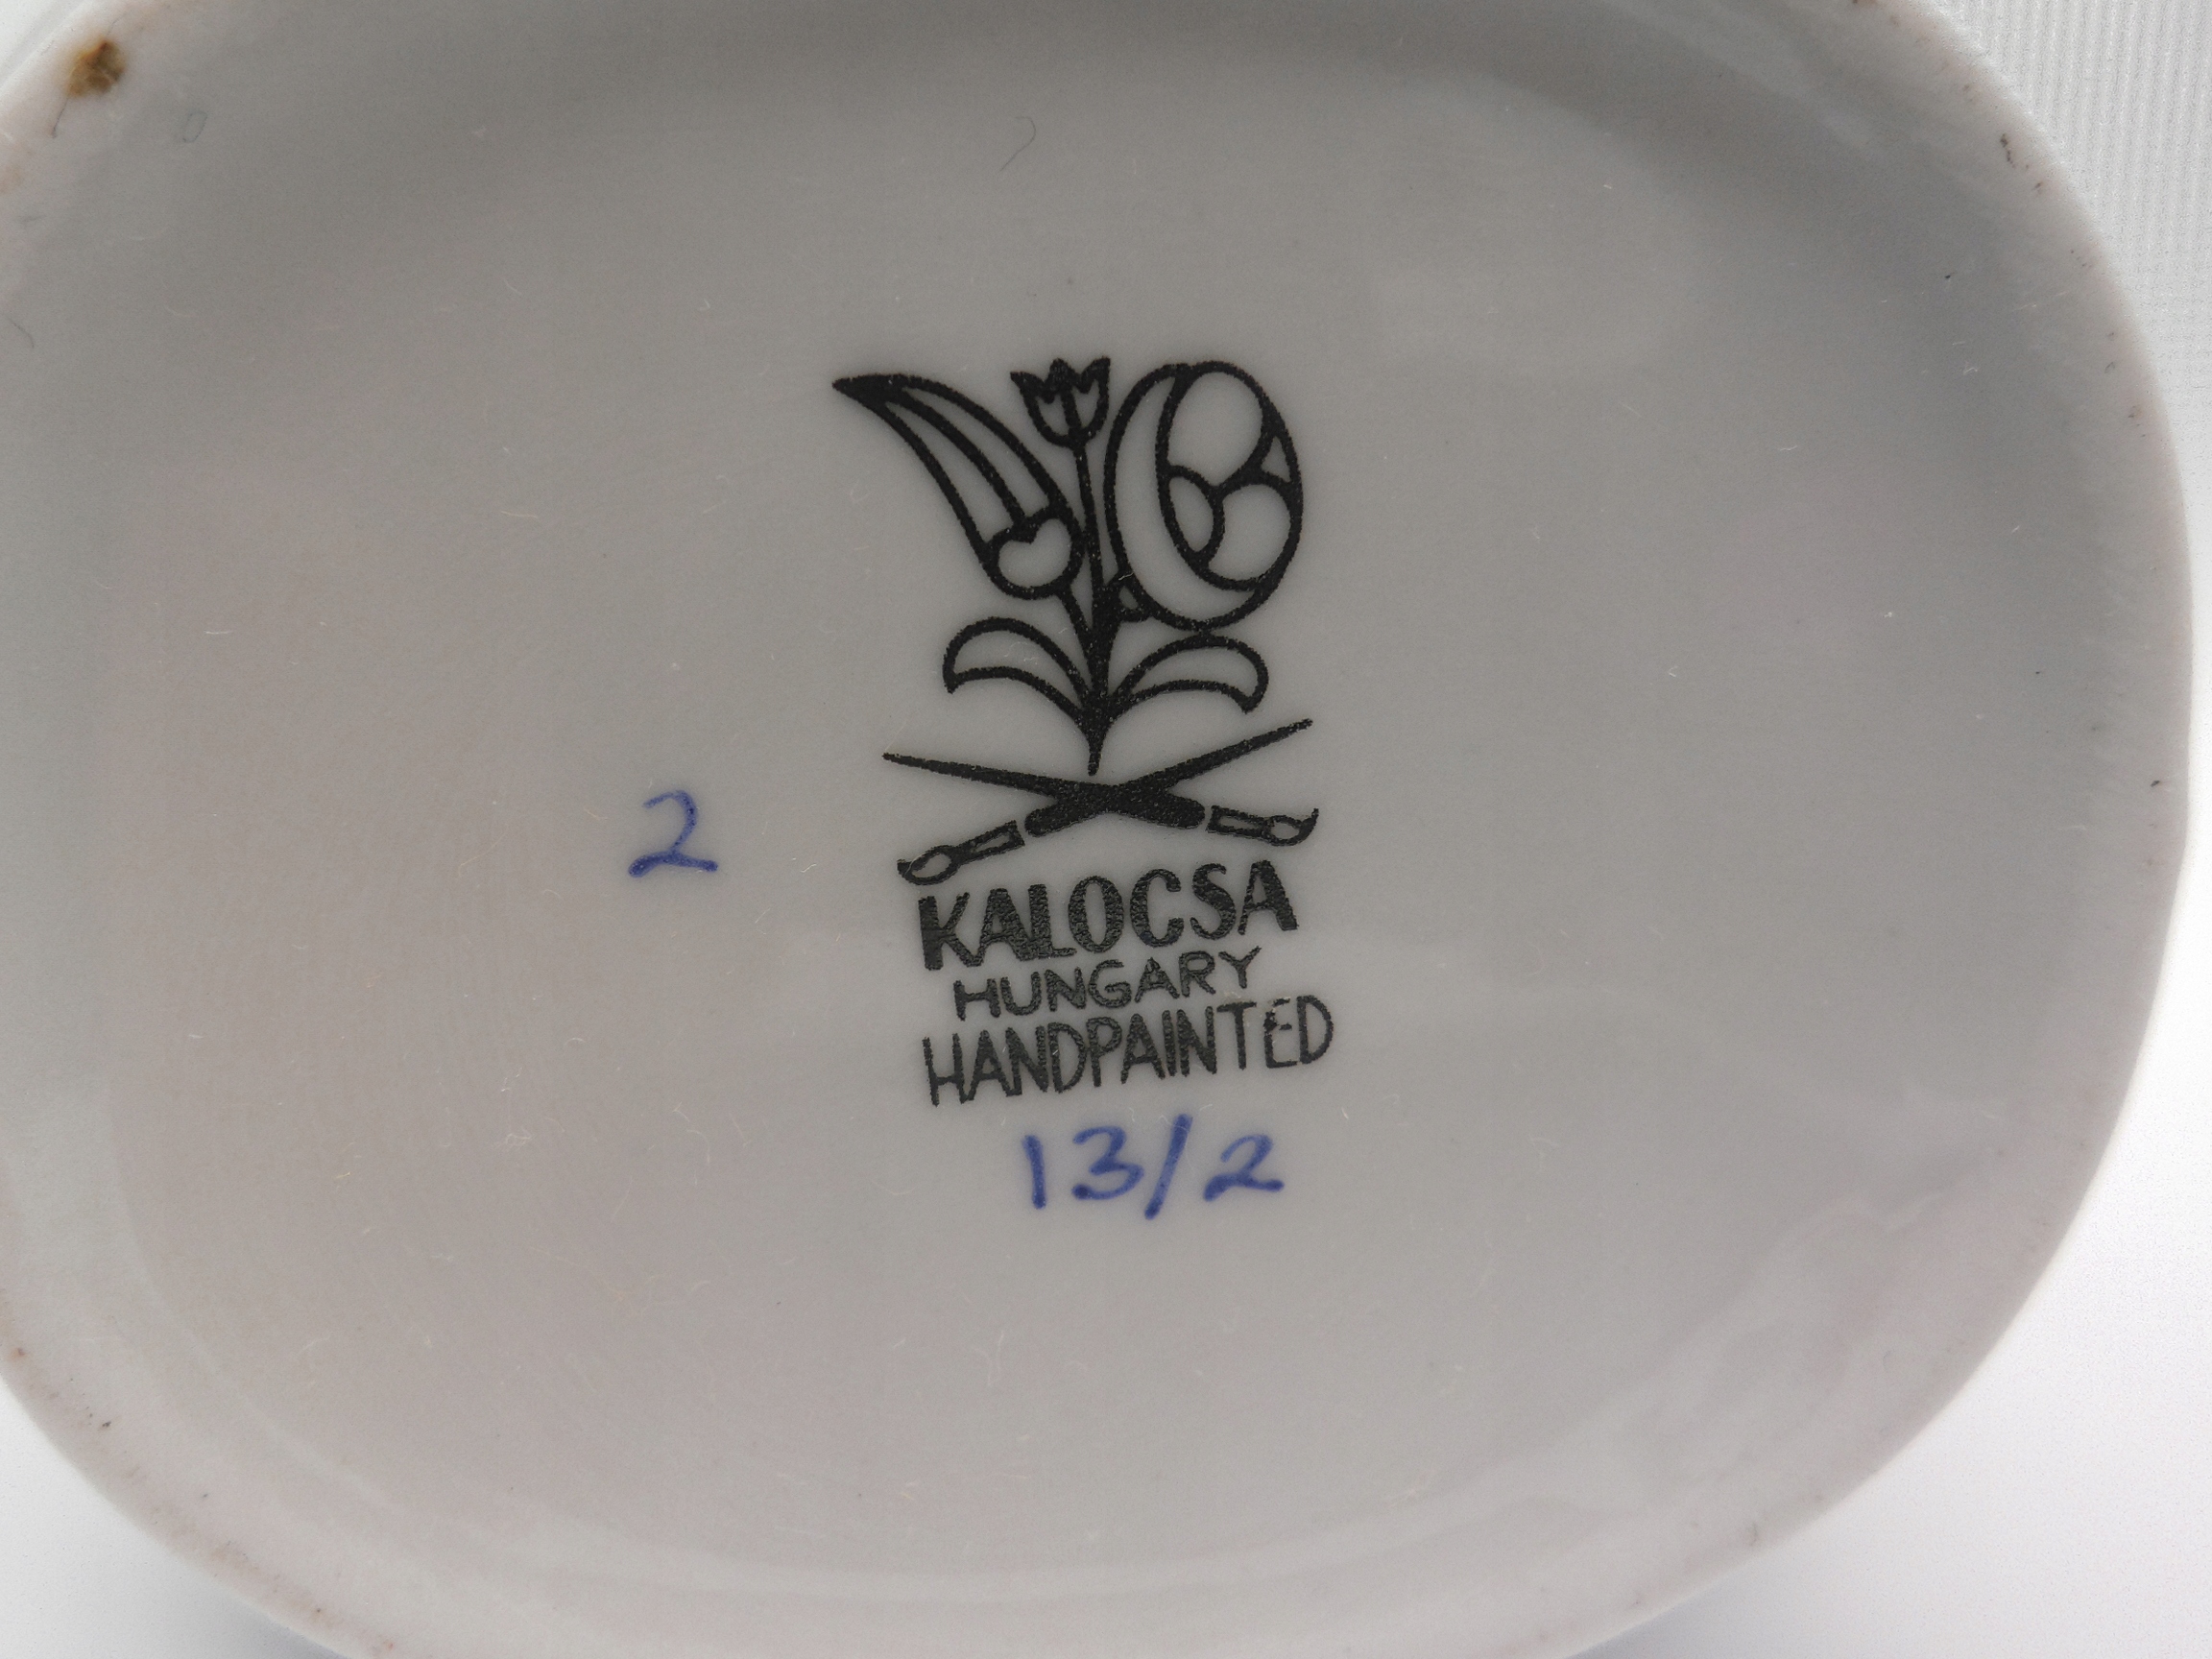 2
KALOCSA
HUNGARY
HANDPAINTED
13/2